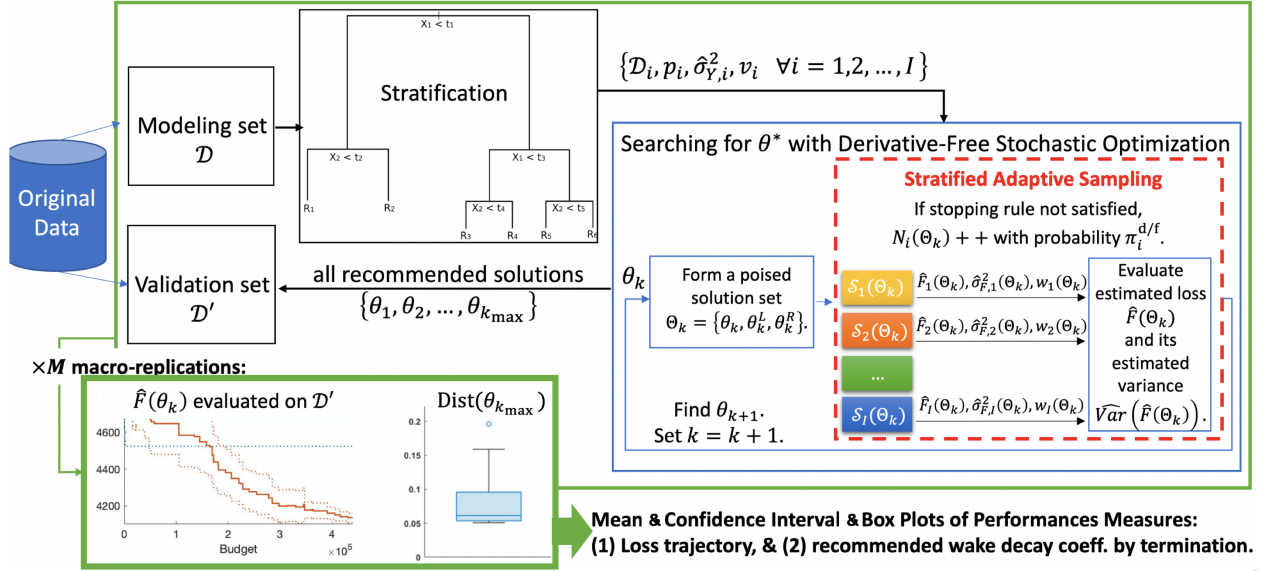 Original
Data
Modeling set
𝒟
Validation set
𝒟′
X₁ < t₁
Stratification
X₂ < t₂
X₁ < t₃
R₁
R₂
X₂ < t₄
X₂ < t₅
R₃
R₄
R₅
R₆
{𝒟ᵢ, pᵢ, σ̂²_{Y,i}, vᵢ ∀i = 1,2, …, I}
all recommended solutions
{θ₁, θ₂, …, θ_{k_max}}
Searching for θ* with Derivative-Free Stochastic Optimization
Stratified Adaptive Sampling
If stopping rule not satisfied,
Nᵢ(Θₖ) + + with probability πᵢ^{d/f}.
θₖ
Form a poised
solution set
Θₖ = {θₖ, θₖᴸ, θₖᴿ}.
𝒮₁(Θₖ)
F̂₁(Θₖ), σ̂²_{F,1}(Θₖ), w₁(Θₖ)
𝒮₂(Θₖ)
F̂₂(Θₖ), σ̂²_{F,2}(Θₖ), w₂(Θₖ)
...
𝒮_I(Θₖ)
F̂_I(Θₖ), σ̂²_{F,I}(Θₖ), w_I(Θₖ)
Evaluate
estimated loss
F̂(Θₖ)
and its
estimated
variance
V̂ar(F̂(Θₖ)).
Find θₖ₊₁.
Set k = k + 1.
×M macro-replications:
F̂(θₖ) evaluated on 𝒟′
4600
4400
4200
0
1
2
3
4
Budget
×10⁵
Dist(θ_{k_max})
0.2
0.15
0.1
0.05
0
Mean & Confidence Interval & Box Plots of Performances Measures:
(1) Loss trajectory, & (2) recommended wake decay coeff. by termination.